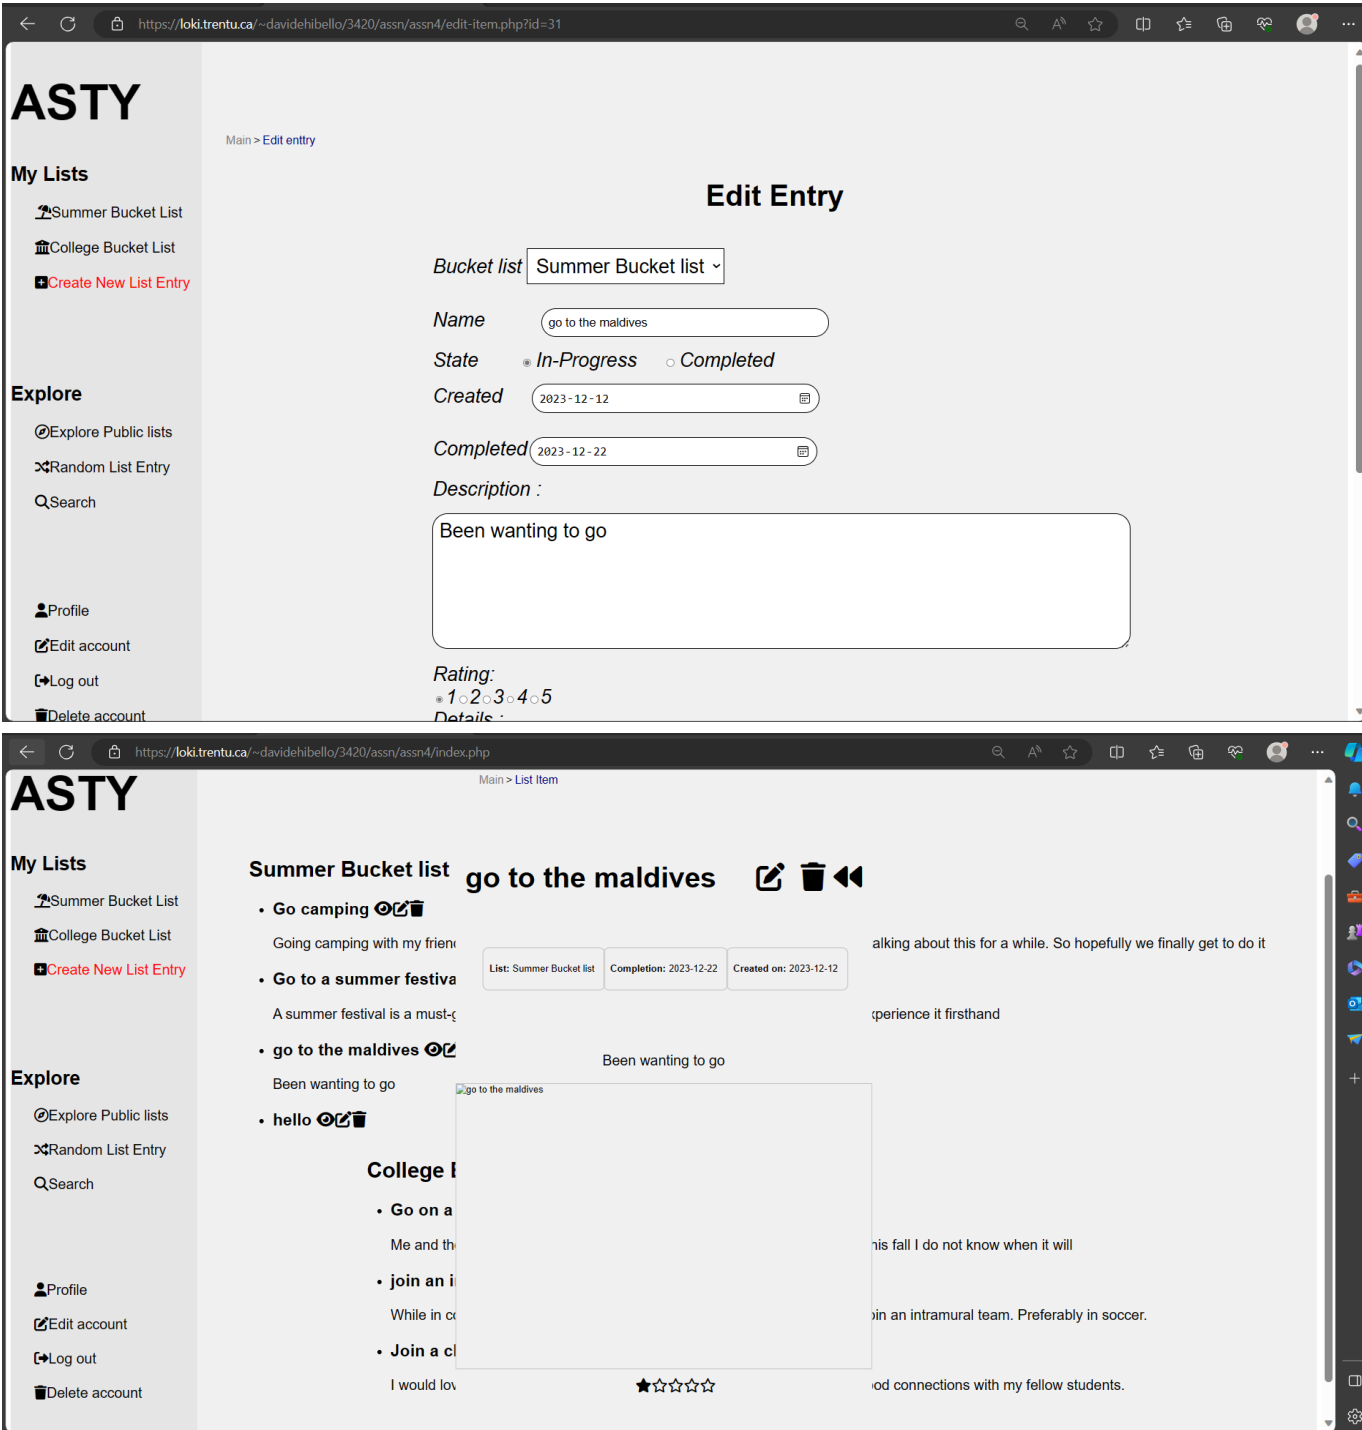 https://loki.trentu.ca/~davidehibello/3420/assn/assn4/edit-item.php?id=31
ASTY
Main > Edit enttry
My Lists
Summer Bucket List
College Bucket List
Create New List Entry
Explore
Explore Public lists
Random List Entry
Search
Profile
Edit account
Log out
Delete account
Edit Entry
Bucket list Summer Bucket list
Name go to the maldives
State In-Progress Completed
Created 2023-12-12
Completed 2023-12-22
Description :
Been wanting to go
Rating:
1 2 3 4 5
Details :
https://loki.trentu.ca/~davidehibello/3420/assn/assn4/index.php
ASTY
My Lists
Summer Bucket List
College Bucket List
Create New List Entry
Explore
Explore Public lists
Random List Entry
Search
Profile
Edit account
Log out
Delete account
Main > List Item
Summer Bucket list
Go camping
Going camping with my frien
alking about this for a while. So hopefully we finally get to do it
Go to a summer festiva
A summer festival is a must-g
xperience it firsthand
go to the maldives
Been wanting to go
hello
College
Go on a
Me and th
his fall I do not know when it will
join an i
While in co
oin an intramural team. Preferably in soccer.
Join a cl
I would lov
od connections with my fellow students.
go to the maldives
List: Summer Bucket list Completion: 2023-12-22 Created on: 2023-12-12
Been wanting to go
go to the maldives